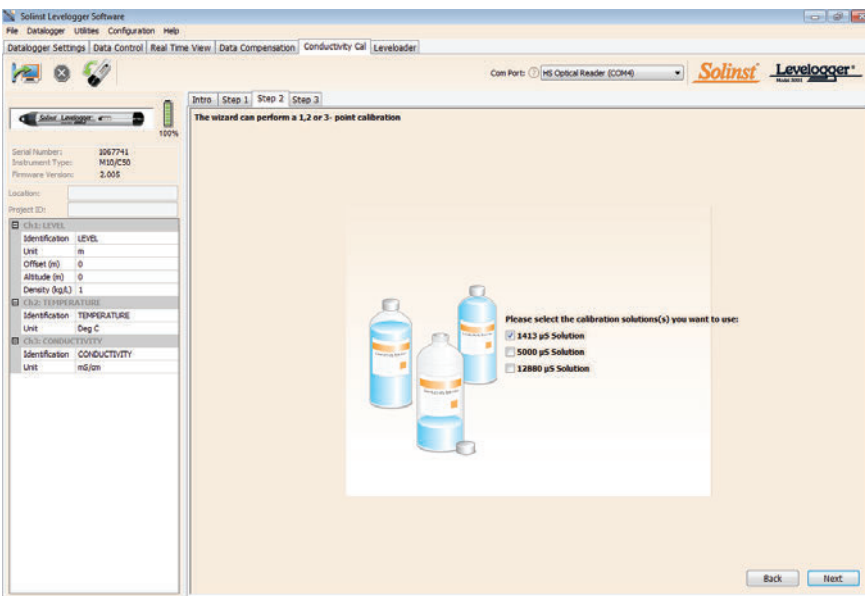 Solinst Levelogger Software
File Datalogger Utilities Configuration Help
Datalogger Settings Data Control Real Time View Data Compensation Conductivity Cal Leveloader
Com Port: ? HS Optical Reader (COM4)
Solinst Levelogger
Intro Step 1 Step 2 Step 3
The wizard can perform a 1,2 or 3- point calibration
Solinst Levelogger
100%
Serial Number: 1067741
Instrument Type: M10/C50
Firmware Version: 2.005
Location:
Project ID:
Ch1: LEVEL
Identification LEVEL
Unit m
Offset (m) 0
Altitude (m) 0
Density (kg/L) 1
Ch2: TEMPERATURE
Identification TEMPERATURE
Unit Deg C
Ch3: CONDUCTIVITY
Identification CONDUCTIVITY
Unit mS/cm
Please select the calibration solutions(s) you want to use:
1413 µS Solution
5000 µS Solution
12880 µS Solution
Back Next